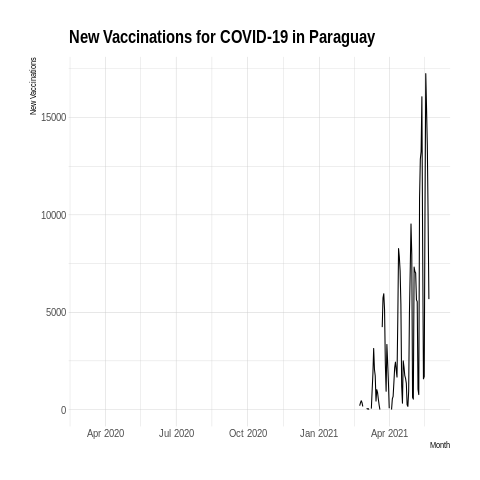 New Vaccinations for COVID-19 in Paraguay
New Vaccinations
15000
10000
5000
0
Apr 2020 Jul 2020 Oct 2020 Jan 2021 Apr 2021
Month